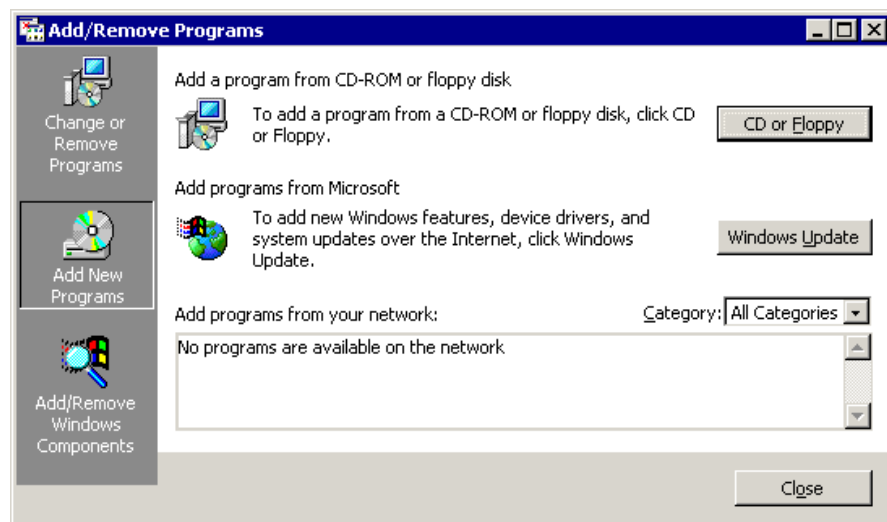 Add/Remove Programs
Change or
Remove
Programs
Add New
Programs
Add/Remove
Windows
Components
Add a program from CD-ROM or floppy disk
To add a program from a CD-ROM or floppy disk, click CD
or Floppy.
CD or Floppy
Add programs from Microsoft
To add new Windows features, device drivers, and
system updates over the Internet, click Windows
Update.
Windows Update
Add programs from your network:
Category: All Categories
No programs are available on the network
Close